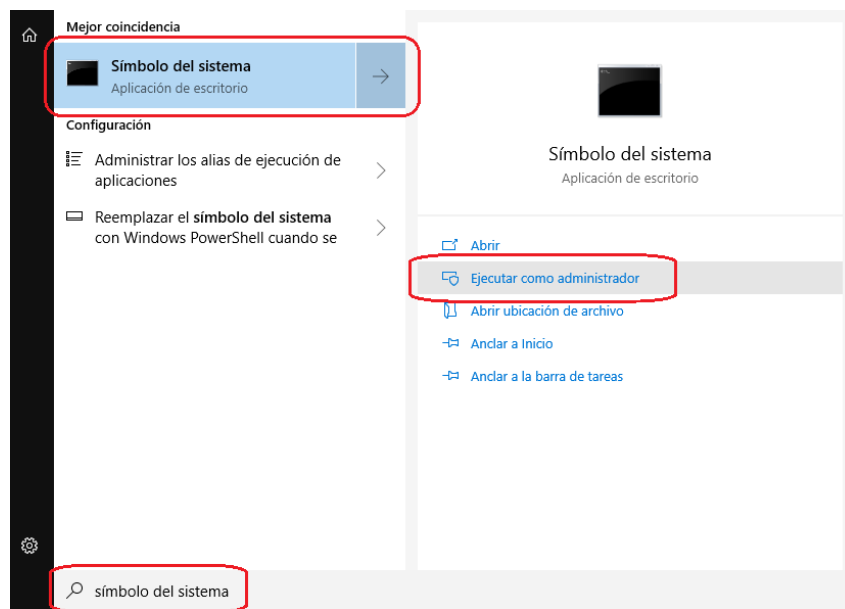 Mejor coincidencia
Símbolo del sistema
Aplicación de escritorio
Configuración
Administrar los alias de ejecución de
aplicaciones
Reemplazar el símbolo del sistema
con Windows PowerShell cuando se
Símbolo del sistema
Aplicación de escritorio
Abrir
Ejecutar como administrador
Abrir ubicación de archivo
Anclar a Inicio
Anclar a la barra de tareas
símbolo del sistema